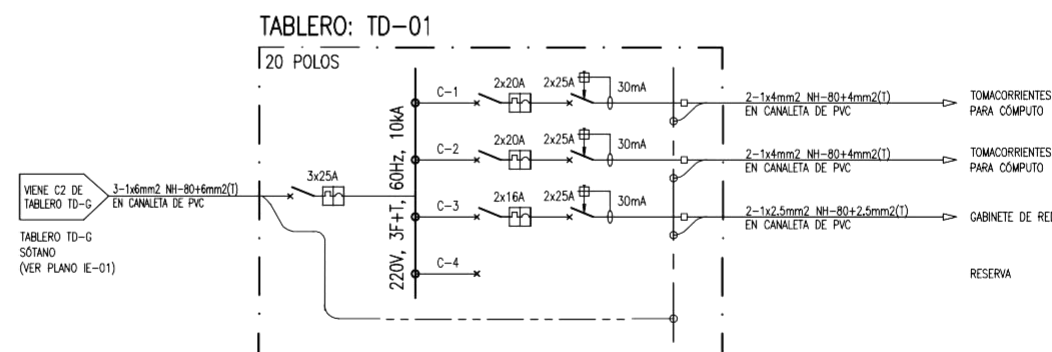 TABLERO: TD-01
20 POLOS
220V, 3F+T, 60Hz, 10kA
VIENE C2 DE
TABLERO TD-G
3-1x6mm2 NH-80+6mm2(T)
EN CANALETA DE PVC
TABLERO TD-G
SÓTANO
(VER PLANO IE-01)
3x25A
C-1
2x20A
2x25A
30mA
2-1x4mm2 NH-80+4mm2(T)
EN CANALETA DE PVC
TOMACORRIENTES
PARA CÓMPUTO
C-2
2x20A
2x25A
30mA
2-1x4mm2 NH-80+4mm2(T)
EN CANALETA DE PVC
TOMACORRIENTES
PARA CÓMPUTO
C-3
2x16A
2x25A
30mA
2-1x2.5mm2 NH-80+2.5mm2(T)
EN CANALETA DE PVC
GABINETE DE RED
C-4
RESERVA